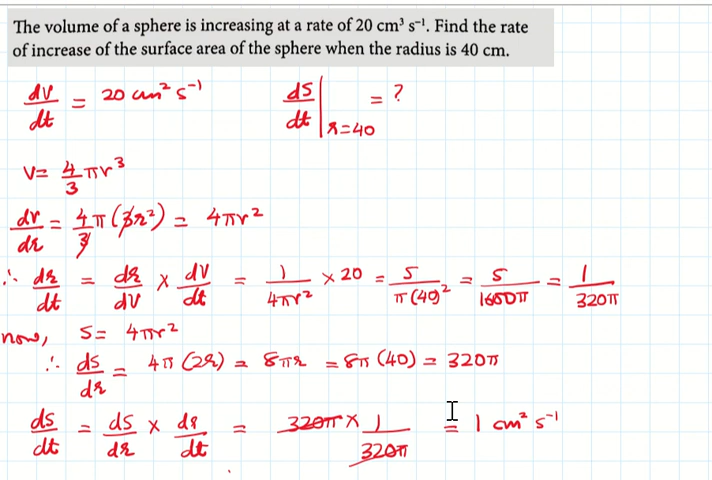 The volume of a sphere is increasing at a rate of 20 cm³ s⁻¹. Find the rate
of increase of the surface area of the sphere when the radius is 40 cm.
dV/dt = 20 cm² s⁻¹    dS/dt |r=40 = ?
V= 4/3 πr³
dv/dr = 4/3 π(3r²) = 4πr²
∴ dr/dt = dr/dV × dV/dt = 1/4πr² × 20 = 5/π(40)² = 5/1600π = 1/320π
now, S= 4πr²
∴ ds/dr = 4π (2r) = 8πr = 8π (40) = 320π
ds/dt = ds/dr × dr/dt = 320π × 1/320π = 1 cm² s⁻¹